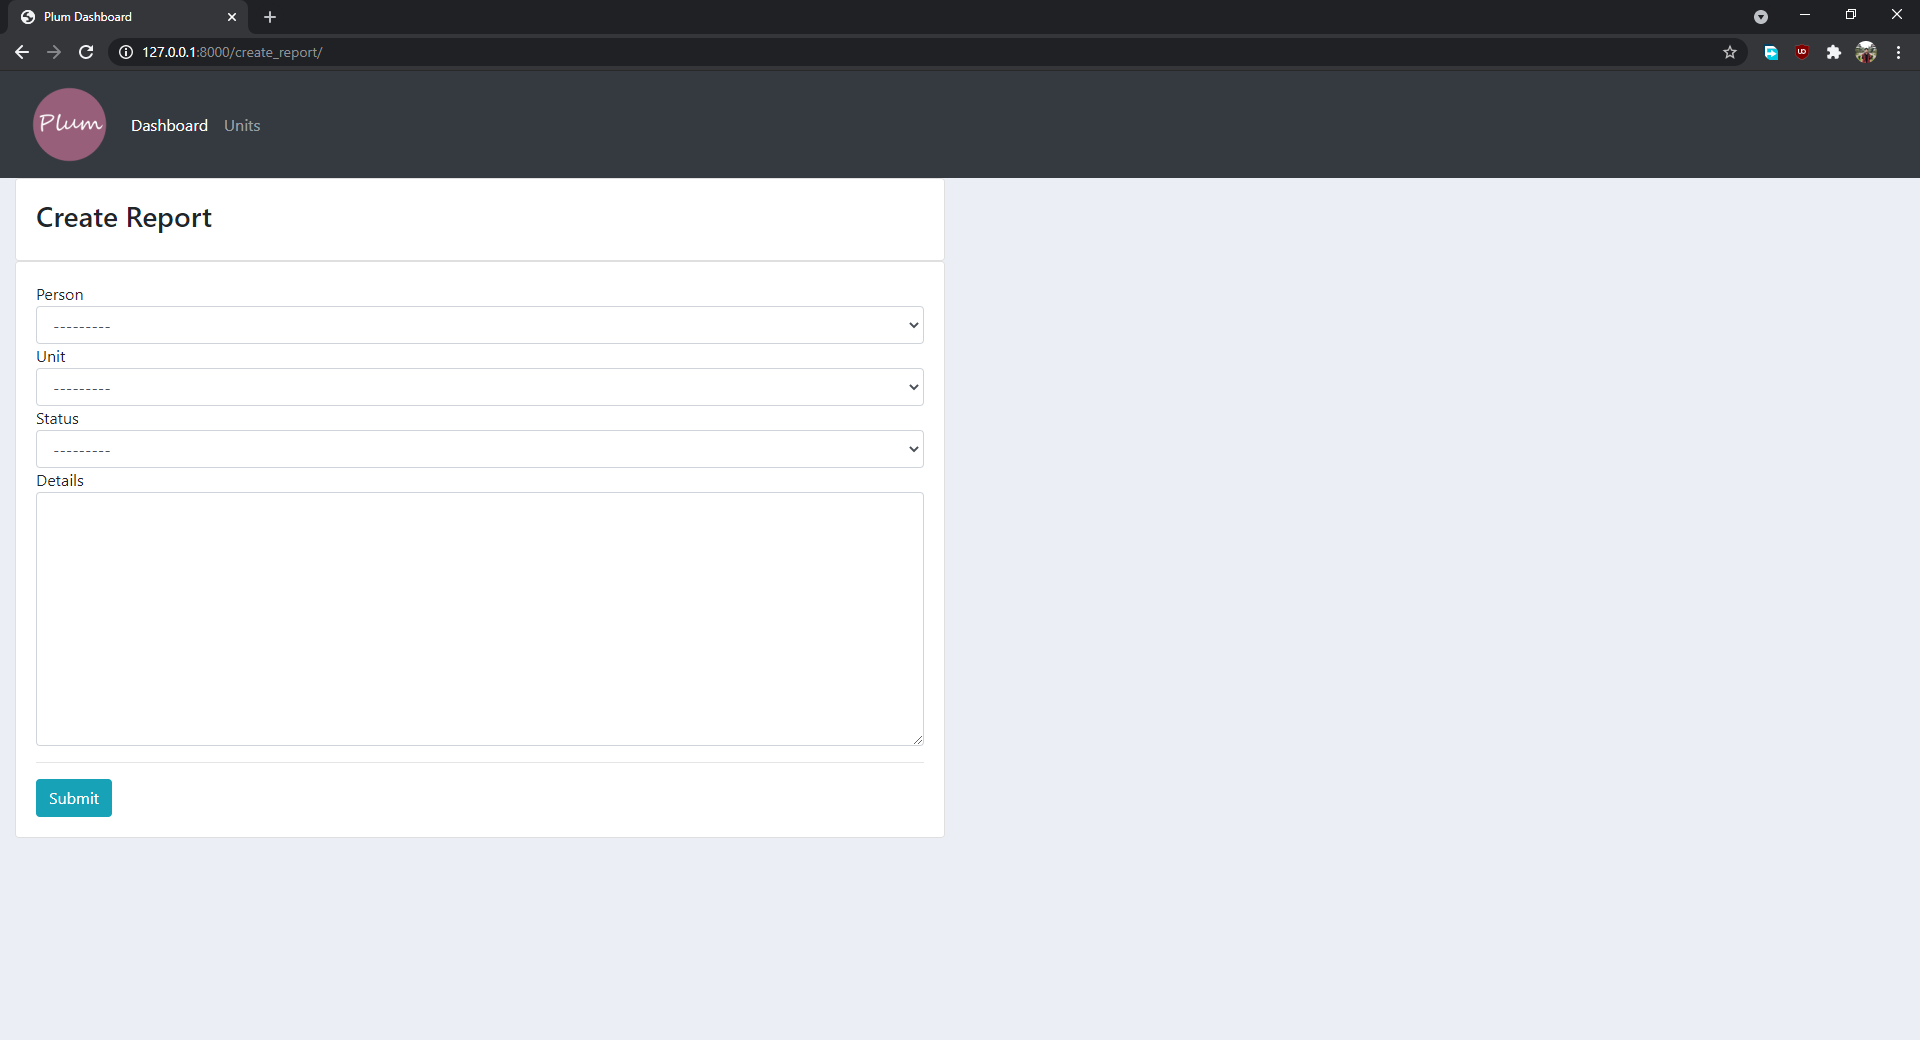 Plum Dashboard
127.0.0.1:8000/create_report/
Plum
Dashboard Units
Create Report
Person
---------
Unit
---------
Status
---------
Details
Submit